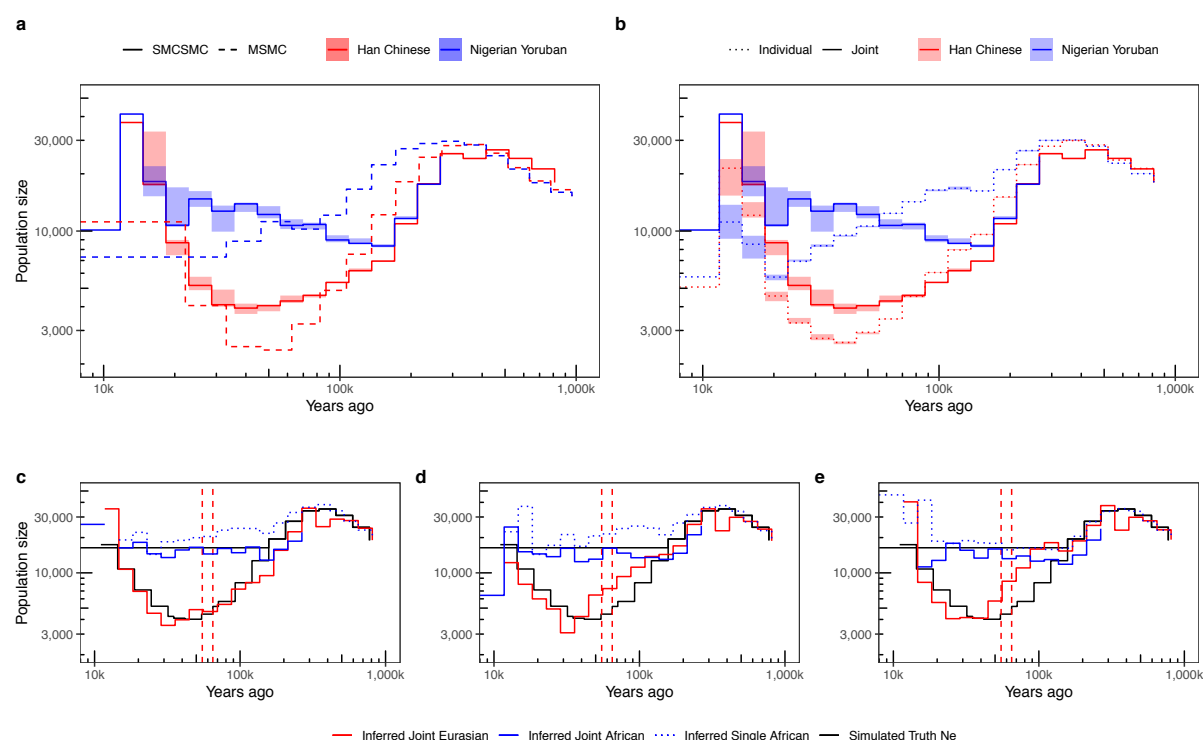 a
b
SMCSMC MSMC Han Chinese Nigerian Yoruban
Individual Joint Han Chinese Nigerian Yoruban
Population size
30,000
10,000
3,000
10k 100k 1,000k
Years ago
30,000
10,000
3,000
10k 100k 1,000k
Years ago
c
d
e
Population size
30,000
10,000
3,000
10k 100k 1,000k
Years ago
30,000
10,000
3,000
10k 100k 1,000k
Years ago
30,000
10,000
3,000
10k 100k 1,000k
Years ago
Inferred Joint Eurasian Inferred Joint African Inferred Single African Simulated Truth Ne